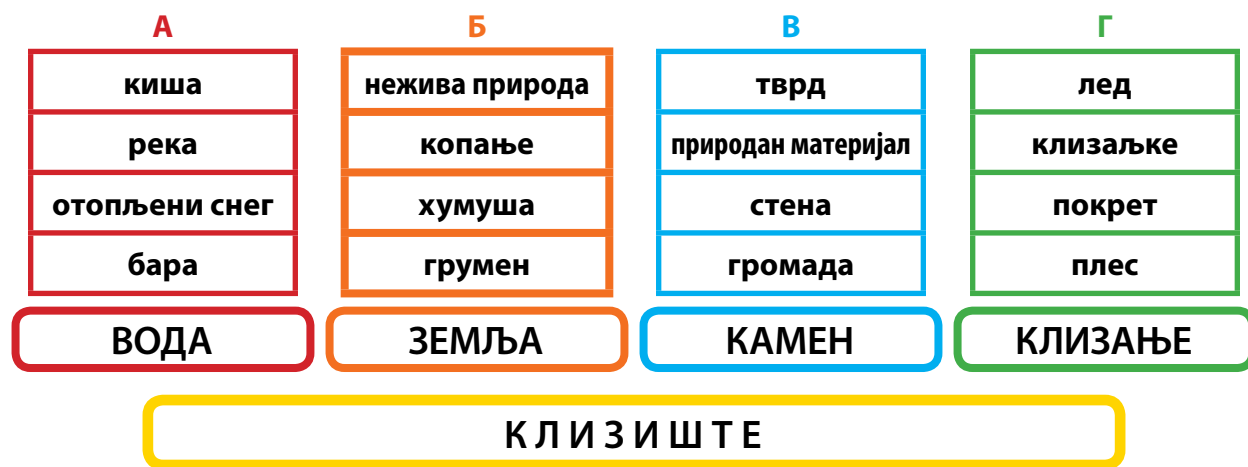 А
киша
река
отопљени снег
бара
ВОДА
Б
нежива природа
копање
хумуша
грумен
ЗЕМЉА
В
тврд
природан материјал
стена
громада
КАМЕН
Г
лед
клизаљке
покрет
плес
КЛИЗАЊЕ
КЛИЗИШТЕ